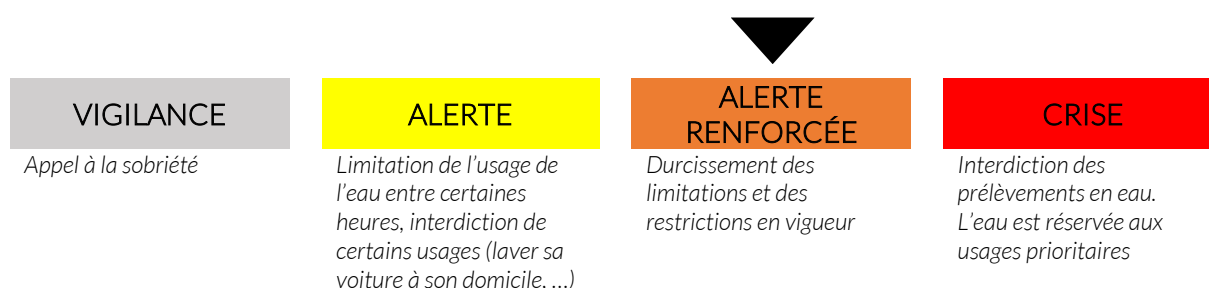 VIGILANCE
Appel à la sobriété
ALERTE
Limitation de l’usage de
l’eau entre certaines
heures, interdiction de
certains usages (laver sa
voiture à son domicile, …)
ALERTE
RENFORCÉE
Durcissement des
limitations et des
restrictions en vigueur
CRISE
Interdiction des
prélèvements en eau.
L’eau est réservée aux
usages prioritaires